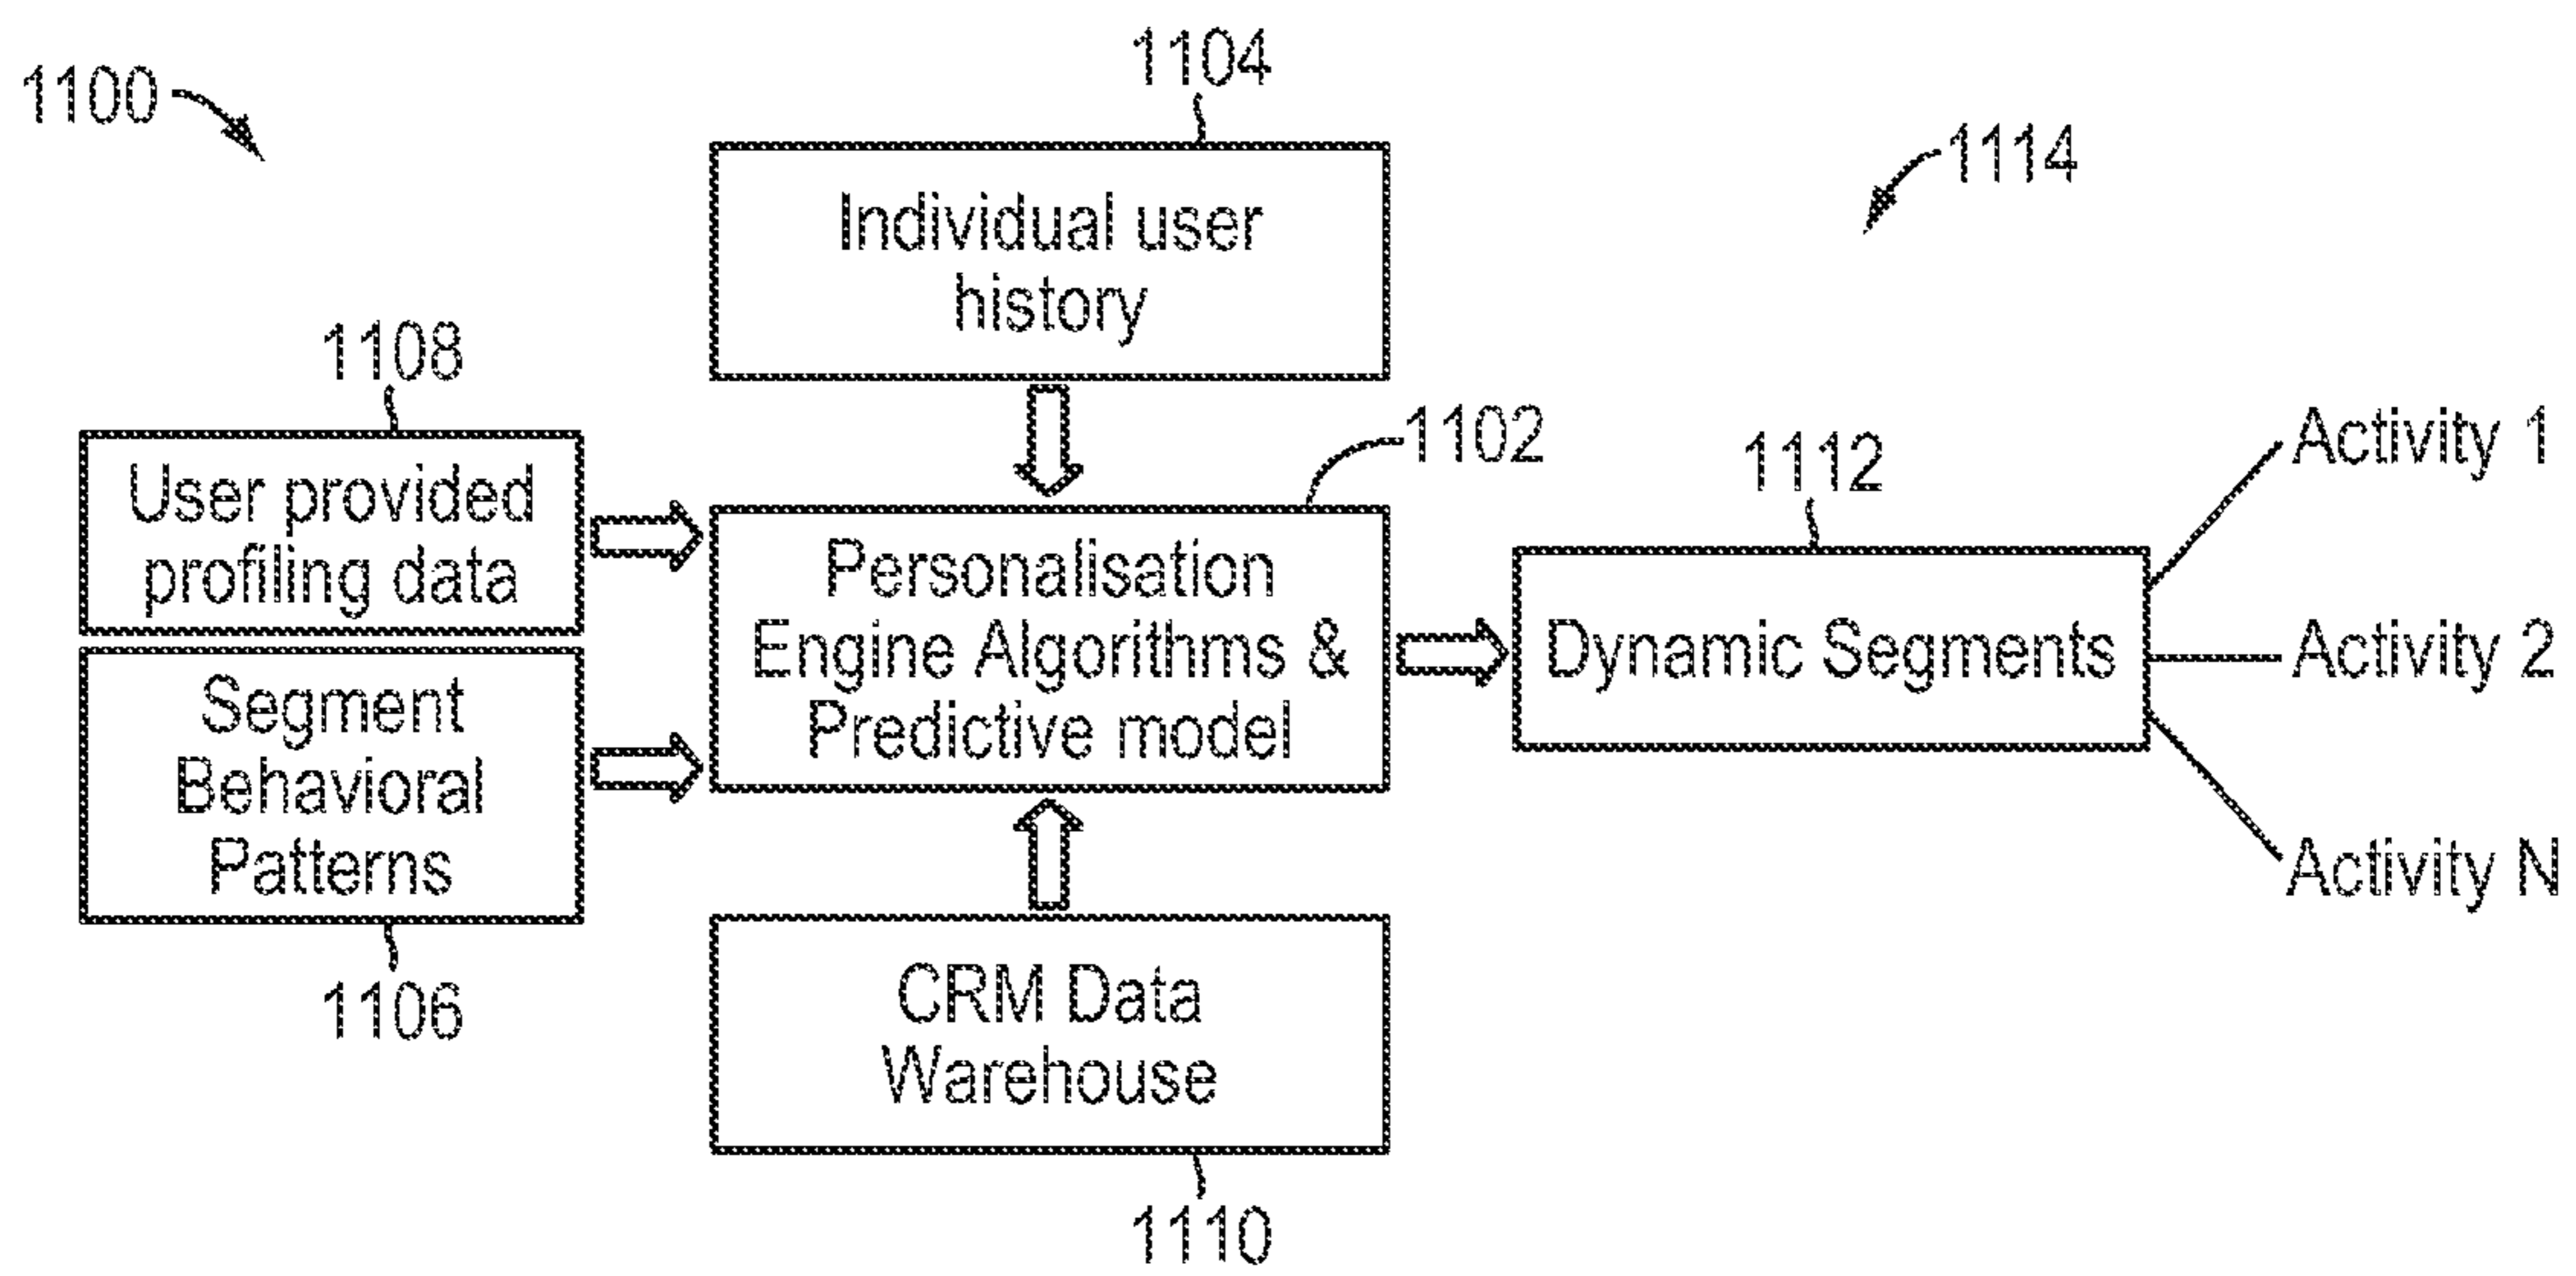 1104
1100
1114
Individual user
history
1108
1102
1112
Activity 1
User provided
profiling data
Personalisation
Engine Algorithms &
Predictive model
Dynamic Segments
Activity 2
Segment
Behavioral
Patterns
Activity N
1106
CRM Data
Warehouse
1110